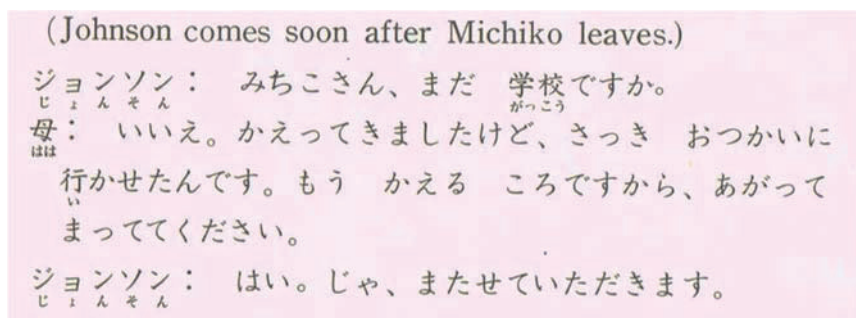 (Johnson comes soon after Michiko leaves.)
ジョンソン： みちこさん、まだ 学校ですか。
じょんそん がっこう
母： いいえ。かえってきましたけど、さっき おつかいに
はは
行かせたんです。もう かえる ころですから、あがって
い
まっててください。
ジョンソン： はい。じゃ、またせていただきます。
じょんそん